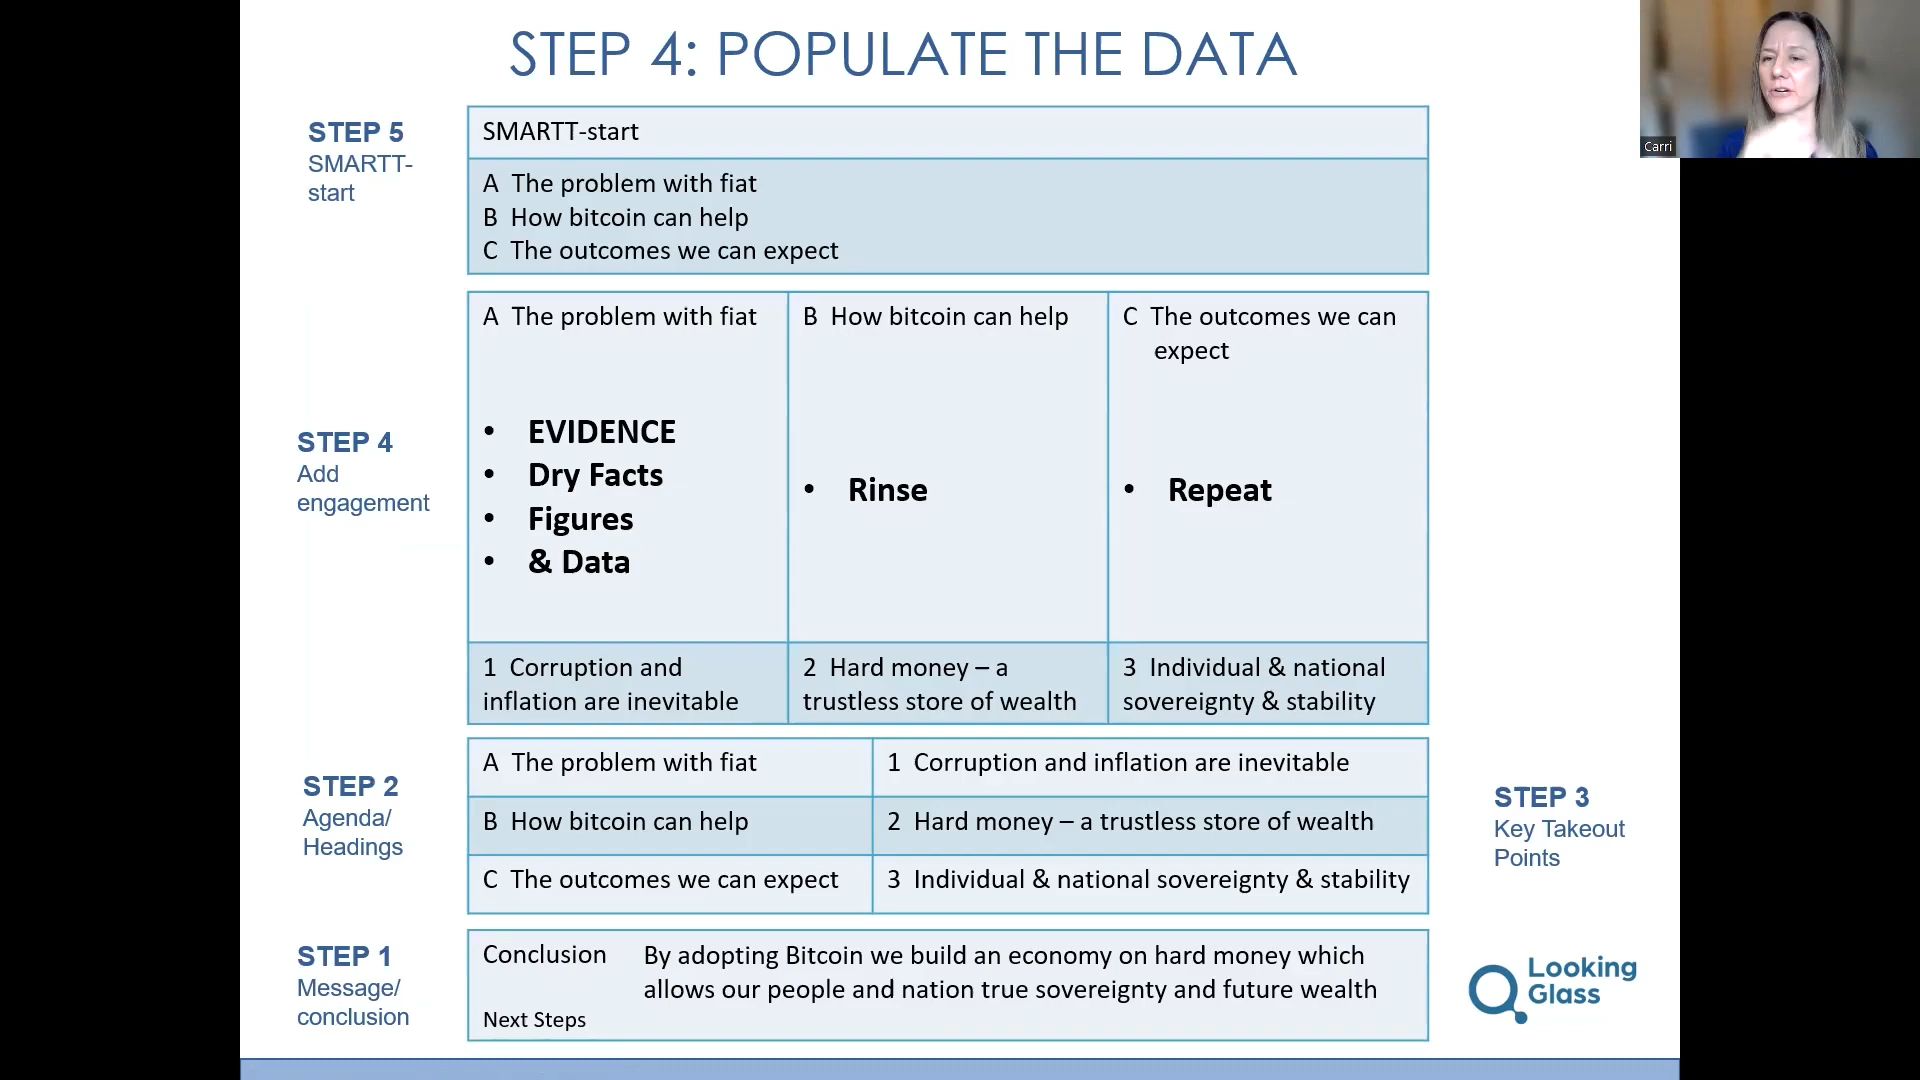 STEP 4: POPULATE THE DATA
Carri
STEP 5
SMARTT-
start
SMARTT-start
A The problem with fiat
B How bitcoin can help
C The outcomes we can expect
STEP 4
Add
engagement
A The problem with fiat
• EVIDENCE
• Dry Facts
• Figures
• & Data
1 Corruption and
inflation are inevitable
B How bitcoin can help
• Rinse
2 Hard money – a
trustless store of wealth
C The outcomes we can
expect
• Repeat
3 Individual & national
sovereignty & stability
STEP 2
Agenda/
Headings
A The problem with fiat
1 Corruption and inflation are inevitable
B How bitcoin can help
2 Hard money – a trustless store of wealth
C The outcomes we can expect
3 Individual & national sovereignty & stability
STEP 3
Key Takeout
Points
STEP 1
Message/
conclusion
Conclusion By adopting Bitcoin we build an economy on hard money which
allows our people and nation true sovereignty and future wealth
Next Steps
Looking
Glass